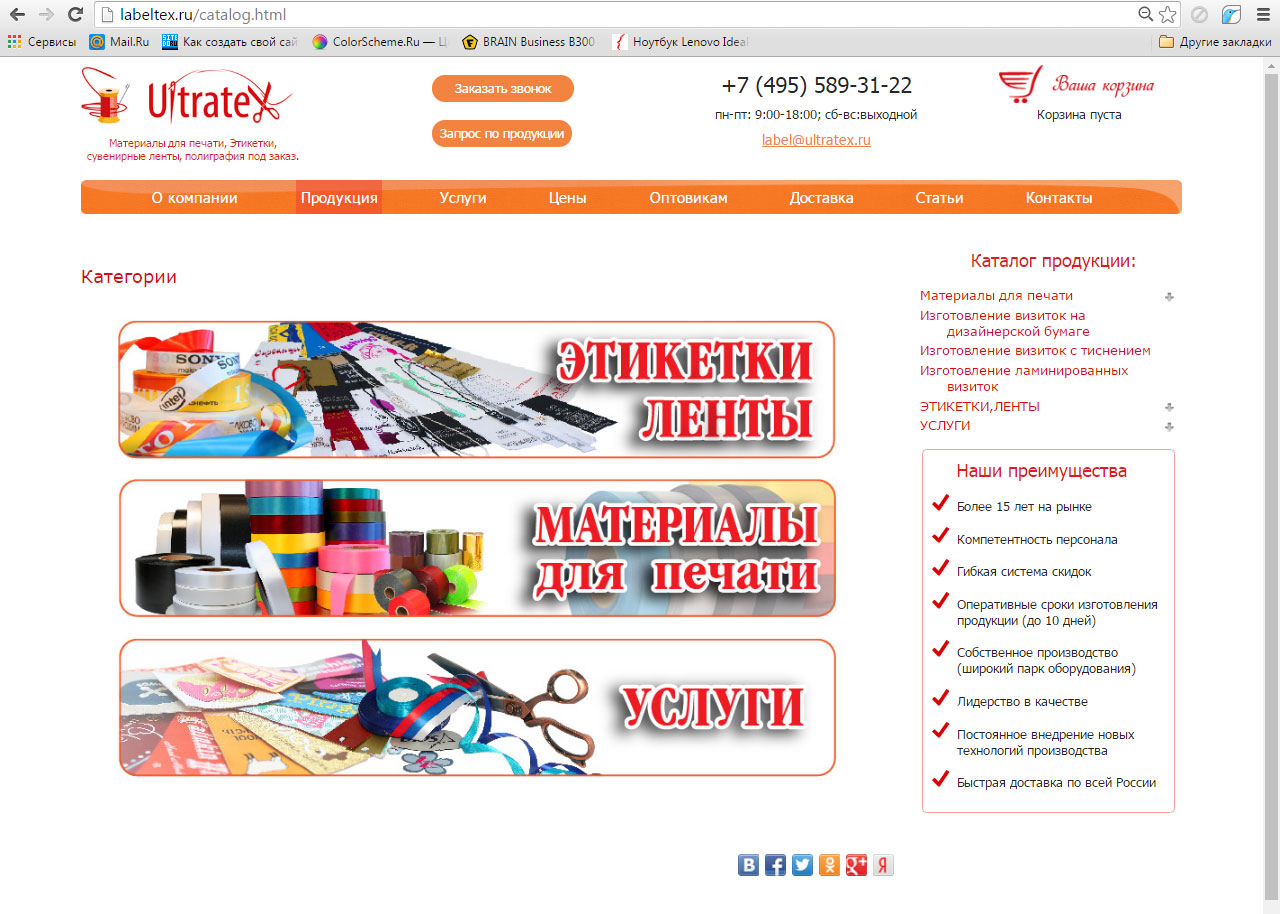 labeltex.ru/catalog.html
Сервисы
Mail.Ru
Как создать свой сай
ColorScheme.Ru — Ц
BRAIN Business B300
Ноутбук Lenovo Idea
Другие закладки
Ultratex
Материалы для печати, Этикетки,
сувенирные ленты, полиграфия под заказ.
Заказать звонок
Запрос по продукции
+7 (495) 589-31-22
пн-пт: 9:00-18:00; сб-вс:выходной
label@ultratex.ru
Ваша корзина
Корзина пуста
О компании
Продукция
Услуги
Цены
Оптовикам
Доставка
Статьи
Контакты
Категории
SONY
SONY
intel
ЭТИКЕТКИ
ЛЕНТЫ
МАТЕРИАЛЫ
для печати
УСЛУГИ
Каталог продукции:
Материалы для печати
Изготовление визиток на
дизайнерской бумаге
Изготовление визиток с тиснением
Изготовление ламинированных
визиток
ЭТИКЕТКИ,ЛЕНТЫ
УСЛУГИ
Наши преимущества
Более 15 лет на рынке
Компетентность персонала
Гибкая система скидок
Оперативные сроки изготовления
продукции (до 10 дней)
Собственное производство
(широкий парк оборудования)
Лидерство в качестве
Постоянное внедрение новых
технологий производства
Быстрая доставка по всей России